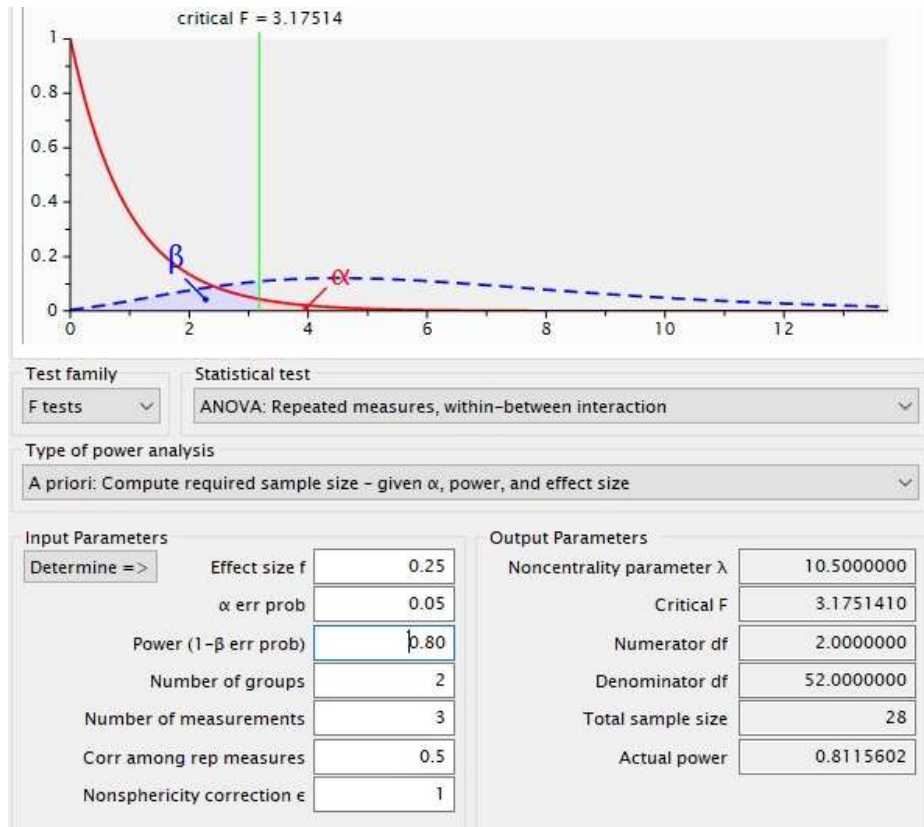 critical F = 3.17514
1
0.8
0.6
0.4
0.2
0
β
α
0 2 4 6 8 10 12
Test family
Statistical test
F tests
ANOVA: Repeated measures, within-between interaction
Type of power analysis
A priori: Compute required sample size - given α, power, and effect size
Input Parameters
Output Parameters
Determine => Effect size f 0.25 Noncentrality parameter λ 10.5000000
α err prob 0.05 Critical F 3.1751410
Power (1-β err prob) 0.80 Numerator df 2.0000000
Number of groups 2 Denominator df 52.0000000
Number of measurements 3 Total sample size 28
Corr among rep measures 0.5 Actual power 0.8115602
Nonsphericity correction ϵ 1